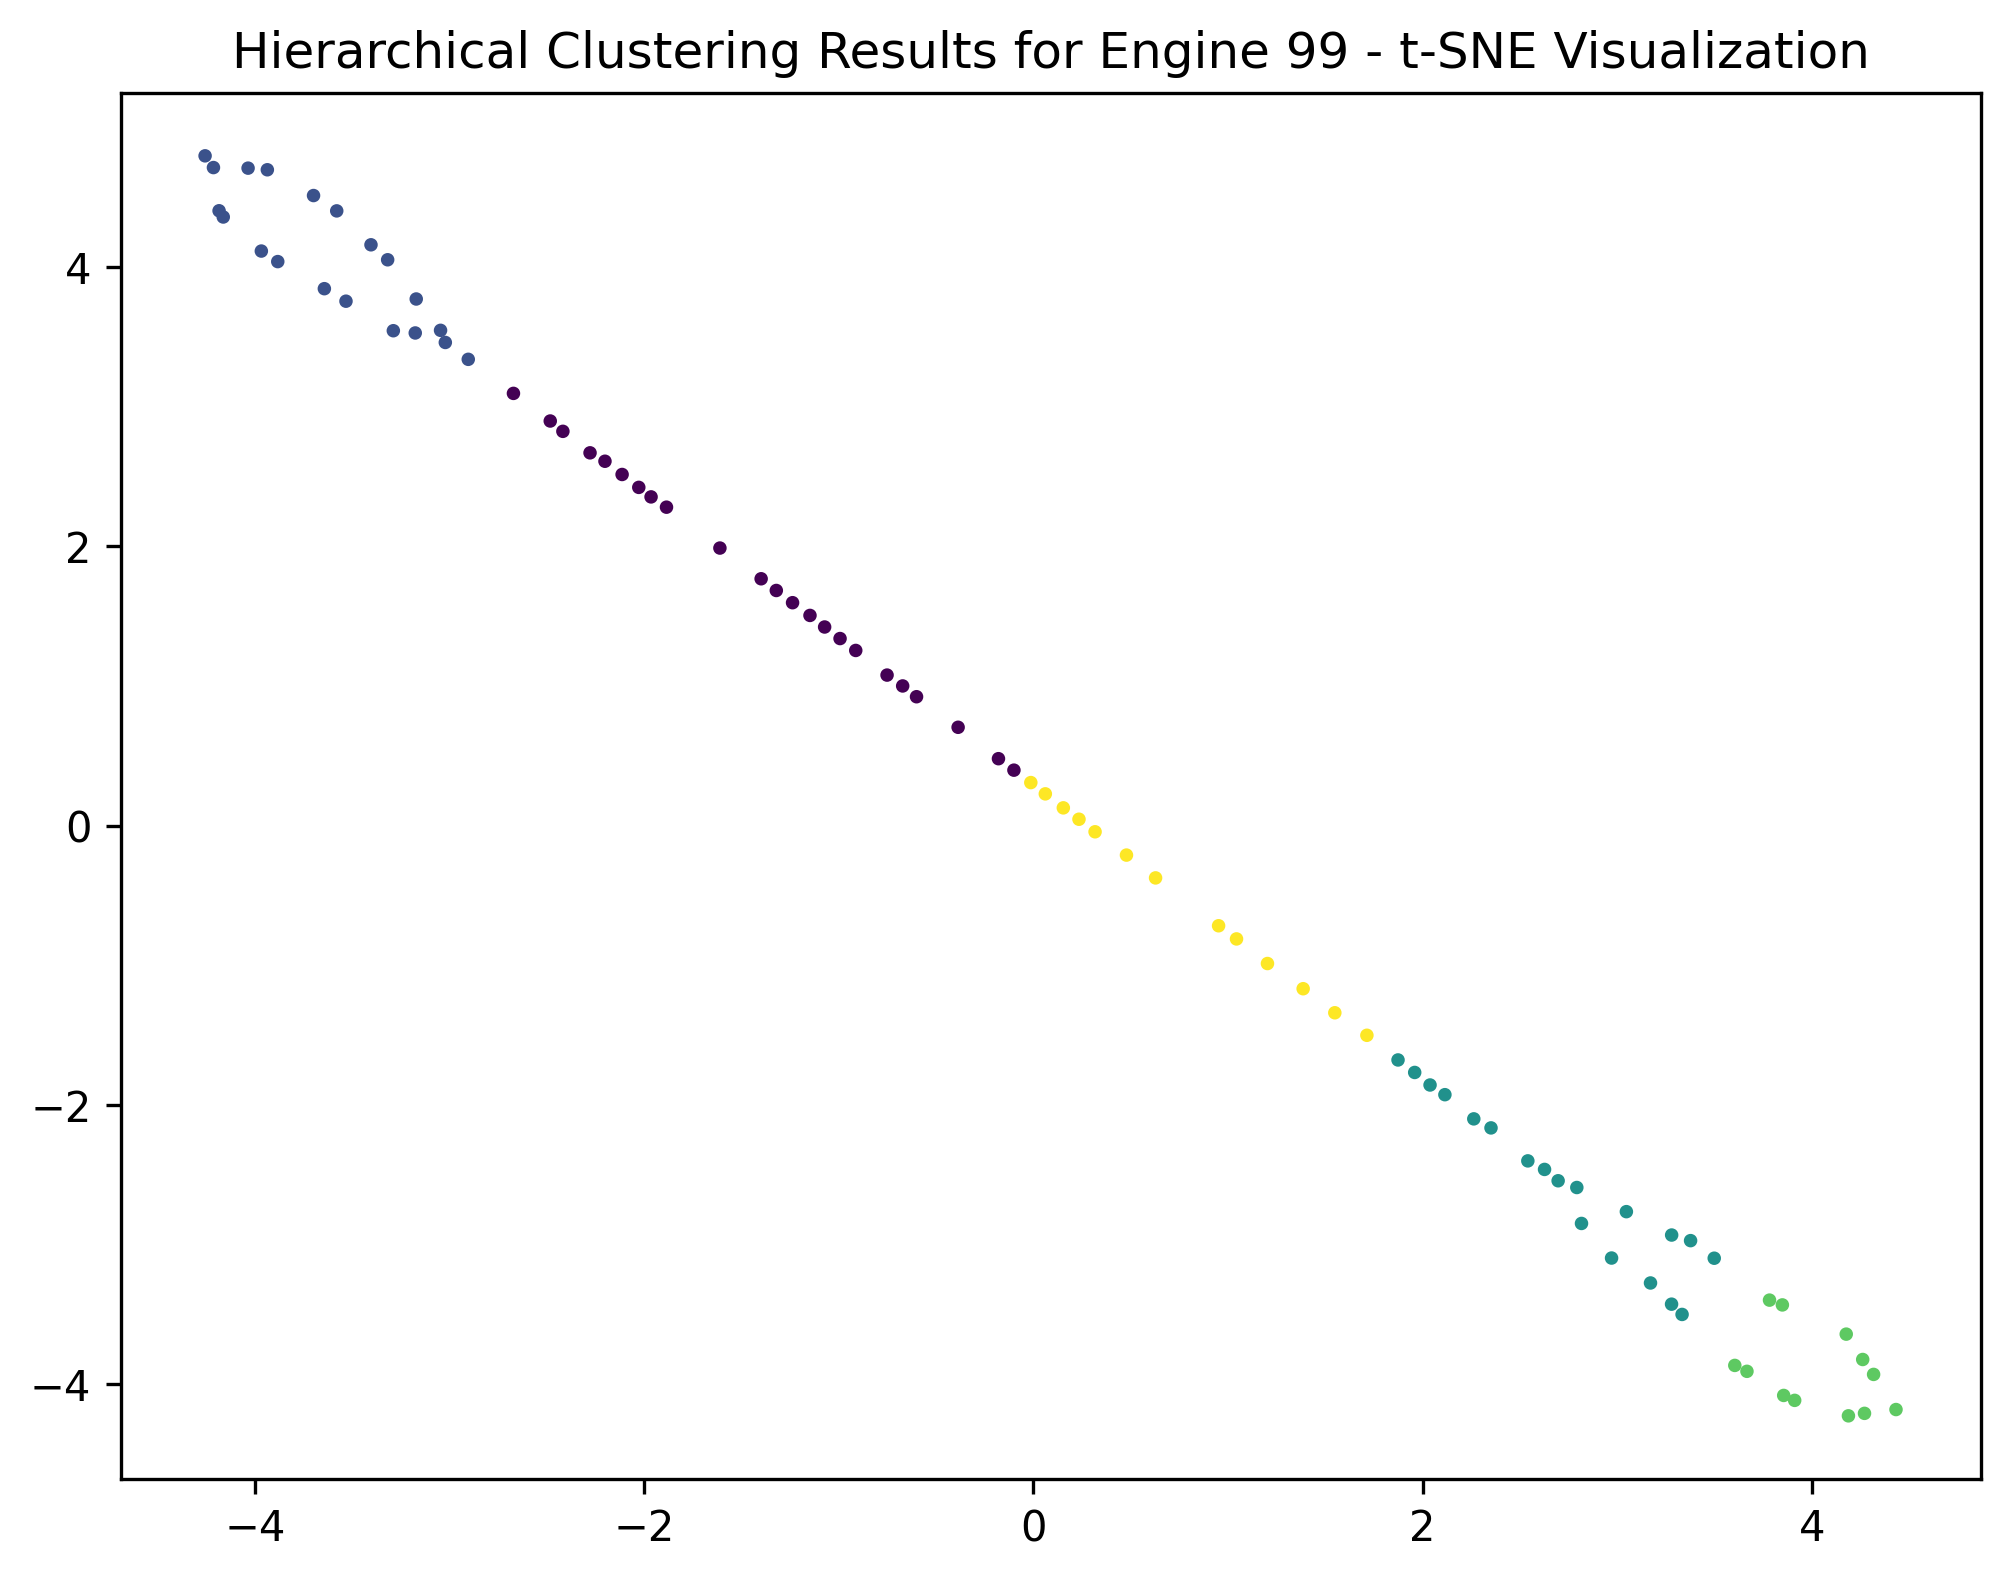 Hierarchical Clustering Results for Engine 99 - t-SNE Visualization
4
2
0
−2
−4
−4 −2 0 2 4